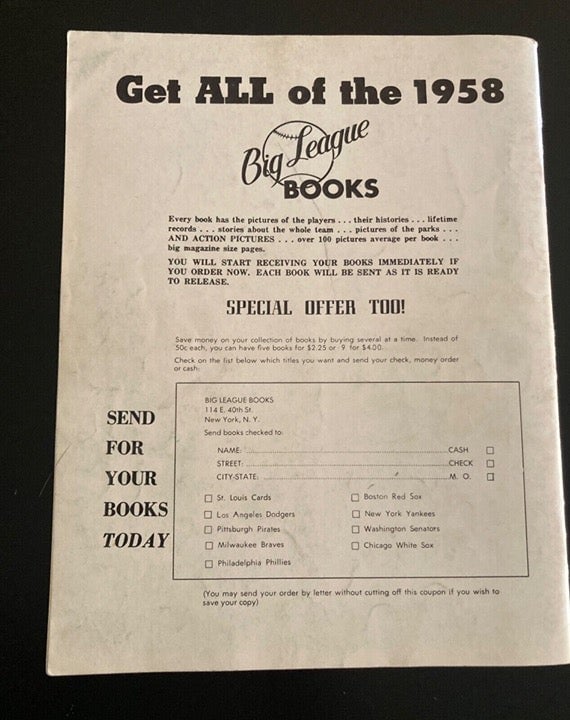 Get ALL of the 1958
Big League
BOOKS
Every book has the pictures of the players . . . their histories . . . lifetime
records . . . stories about the whole team . . . pictures of the parks . . .
AND ACTION PICTURES . . . over 100 pictures average per book . . .
big magazine size pages.
YOU WILL START RECEIVING YOUR BOOKS IMMEDIATELY IF
YOU ORDER NOW. EACH BOOK WILL BE SENT AS IT IS READY
TO RELEASE.
SPECIAL OFFER TOO!
Save money on your collection of books by buying several at a time. Instead of
50c each, you can have five books for $2.25 or 9 for $4.00.
Check on the list below which titles you want and send your check, money order
or cash:
SEND
FOR
YOUR
BOOKS
TODAY
BIG LEAGUE BOOKS
114 E. 40th St.
New York, N. Y.
Send books checked to:
NAME: CASH
STREET: CHECK
CITY-STATE: M. O.
St. Louis Cards
Los Angeles Dodgers
Pittsburgh Pirates
Milwaukee Braves
Philadelphia Phillies
Boston Red Sox
New York Yankees
Washington Senators
Chicago White Sox
(You may send your order by letter without cutting off this coupon if you wish to
save your copy)